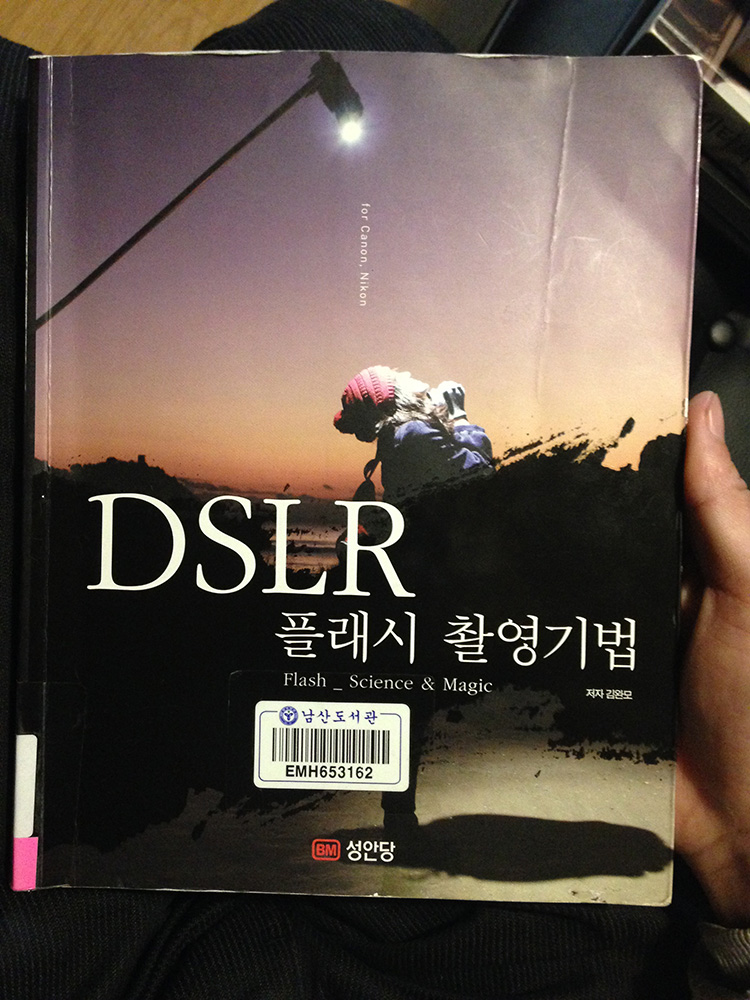 for Canon, Nikon
DSLR
플래시 촬영기법
Flash _ Science & Magic
저자 김완모
남산도서관
EMH653162
BM 성안당